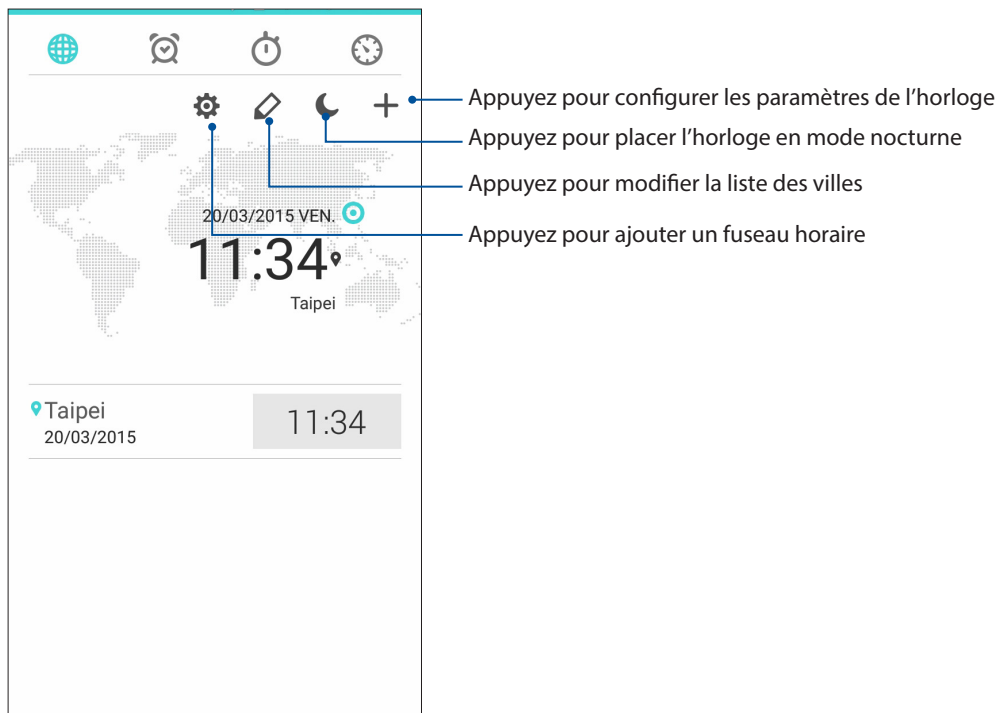 Appuyez pour configurer les paramètres de l’horloge
Appuyez pour placer l’horloge en mode nocturne
Appuyez pour modifier la liste des villes
Appuyez pour ajouter un fuseau horaire
20/03/2015 VEN.
11:34
Taipei
Taipei
20/03/2015
11:34